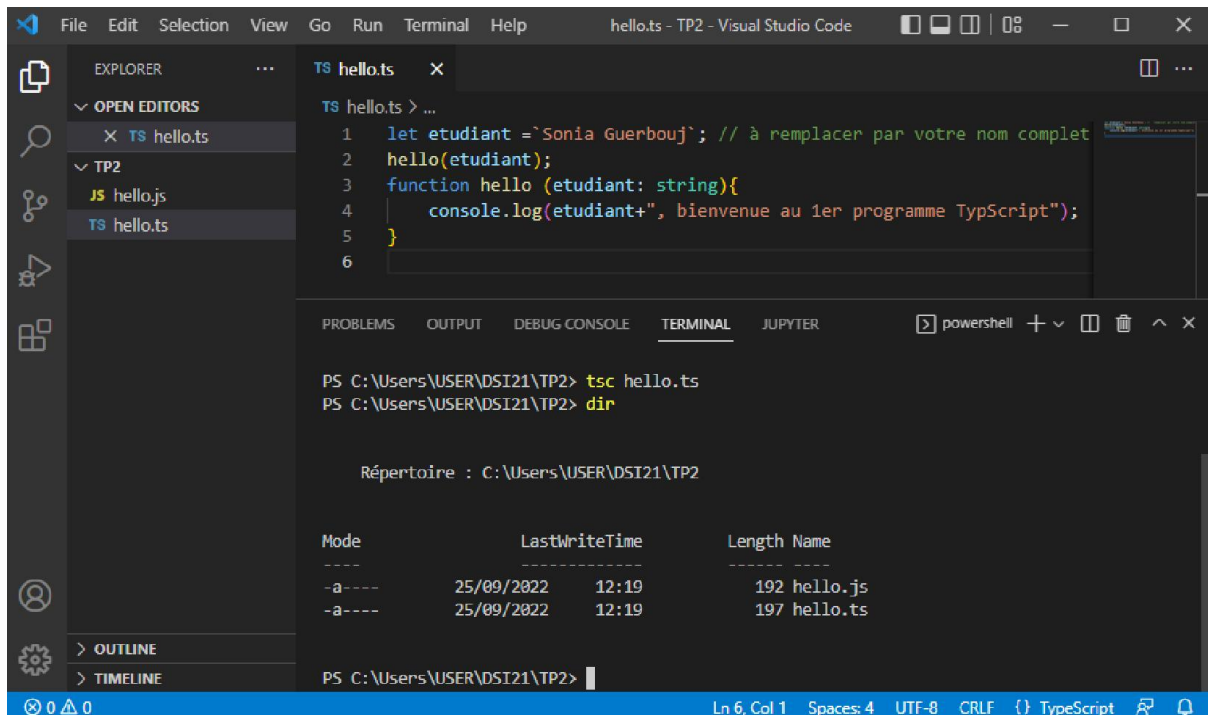 File Edit Selection View Go Run Terminal Help hello.ts - TP2 - Visual Studio Code
EXPLORER
OPEN EDITORS
TS hello.ts
TP2
JS hello.js
TS hello.ts
OUTLINE
TIMELINE
TS hello.ts
TS hello.ts > ...
1 let etudiant =`Sonia Guerbouj`; // à remplacer par votre nom complet
2 hello(etudiant);
3 function hello (etudiant: string){
4 console.log(etudiant+", bienvenue au 1er programme TypScript");
5 }
6
PROBLEMS OUTPUT DEBUG CONSOLE TERMINAL JUPYTER powershell
PS C:\Users\USER\DSI21\TP2> tsc hello.ts
PS C:\Users\USER\DSI21\TP2> dir
Répertoire : C:\Users\USER\DSI21\TP2
Mode LastWriteTime Length Name
---- ------------- ------ ----
-a---- 25/09/2022 12:19 192 hello.js
-a---- 25/09/2022 12:19 197 hello.ts
PS C:\Users\USER\DSI21\TP2>
0 0 Ln 6, Col 1 Spaces: 4 UTF-8 CRLF {} TypeScript